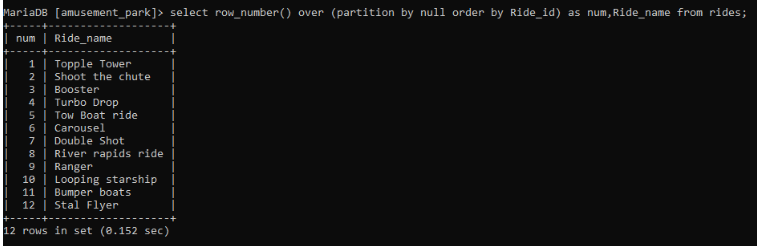 MariaDB [amusement_park]> select row_number() over (partition by null order by Ride_id) as num,Ride_name from rides;
+-----+-------------------+
| num | Ride_name         |
+-----+-------------------+
|   1 | Topple Tower      |
|   2 | Shoot the chute   |
|   3 | Booster           |
|   4 | Turbo Drop        |
|   5 | Tow Boat ride     |
|   6 | Carousel          |
|   7 | Double Shot       |
|   8 | River rapids ride |
|   9 | Ranger            |
|  10 | Looping starship  |
|  11 | Bumper boats      |
|  12 | Stal Flyer        |
+-----+-------------------+
12 rows in set (0.152 sec)